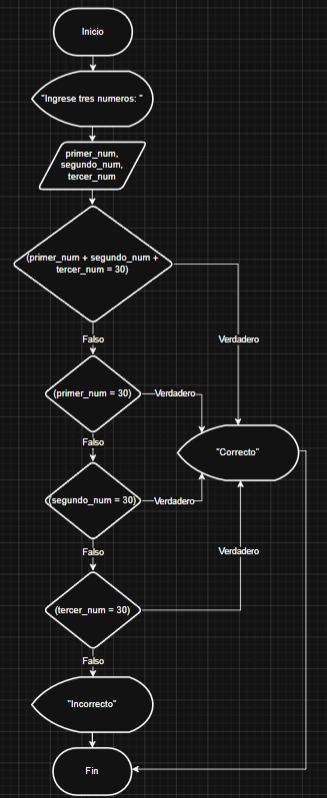 Inicio
"Ingrese tres numeros: "
primer_num,
segundo_num,
tercer_num
(primer_num + segundo_num +
tercer_num = 30)
Falso
Verdadero
(primer_num = 30)
Verdadero
Falso
"Correcto"
(segundo_num = 30)
Verdadero
Falso
Verdadero
(tercer_num = 30)
Falso
"Incorrecto"
Fin